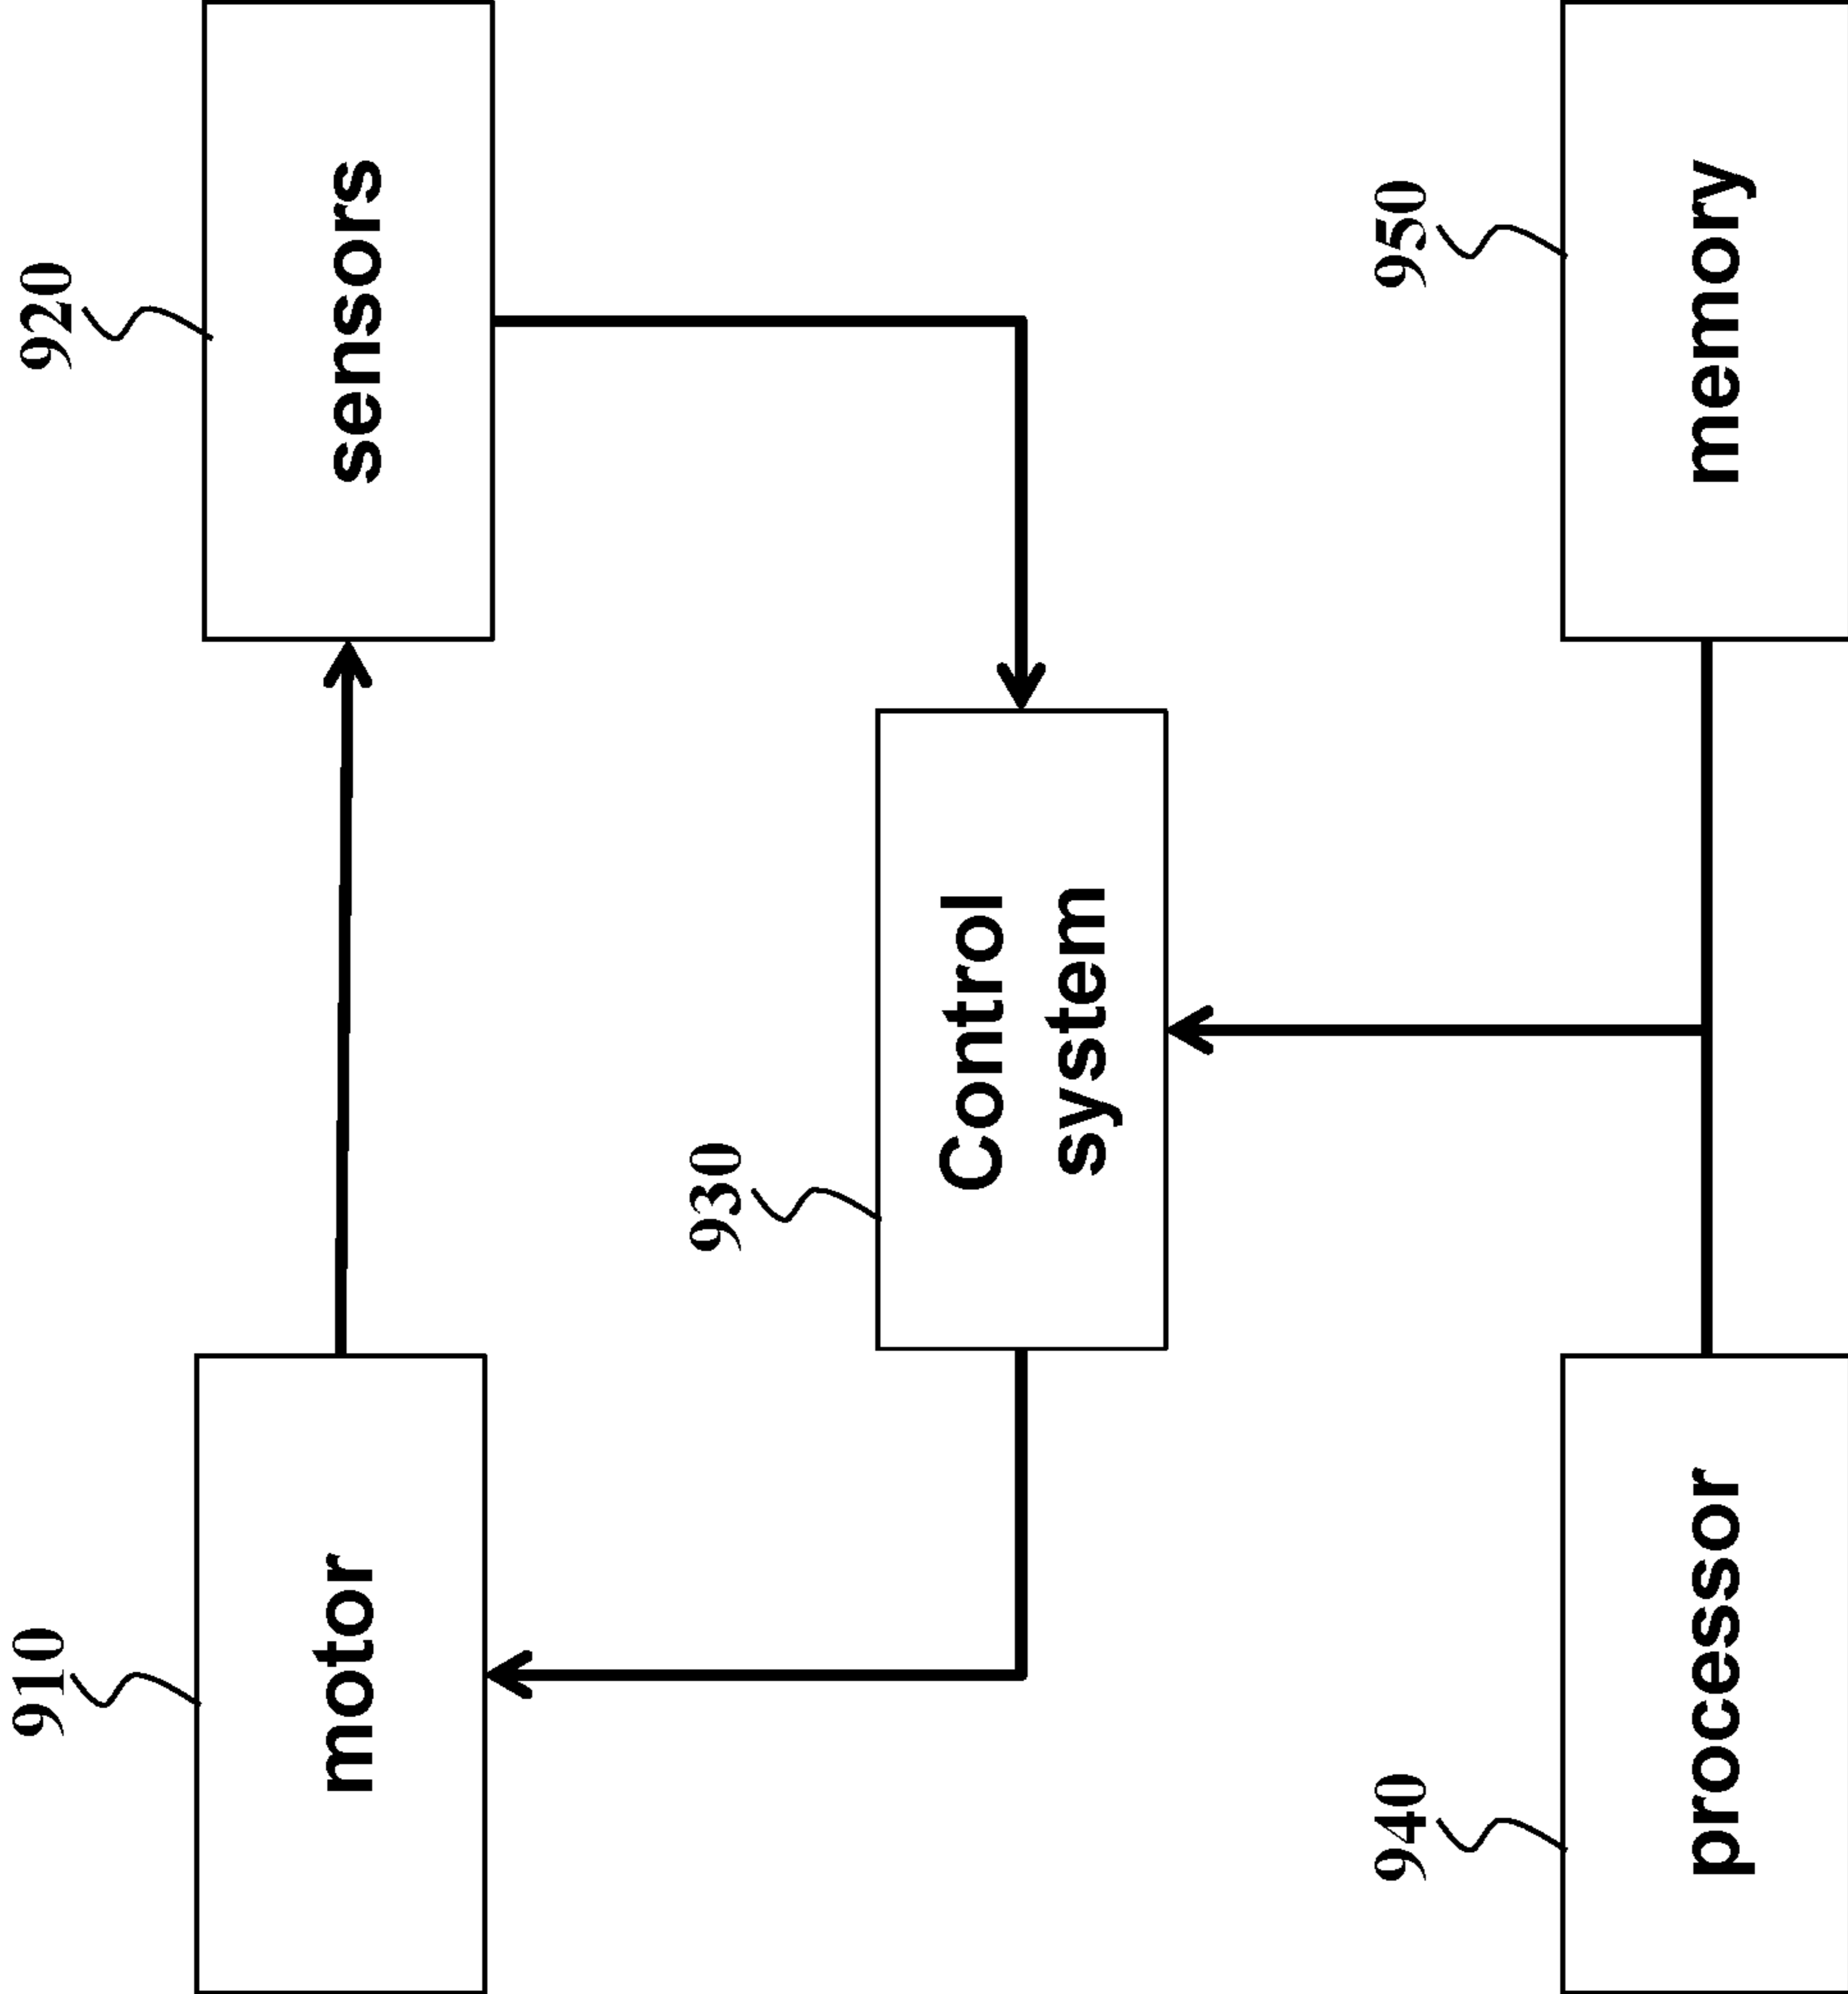 910
motor
920
sensors
930
Control
system
940
processor
950
memory